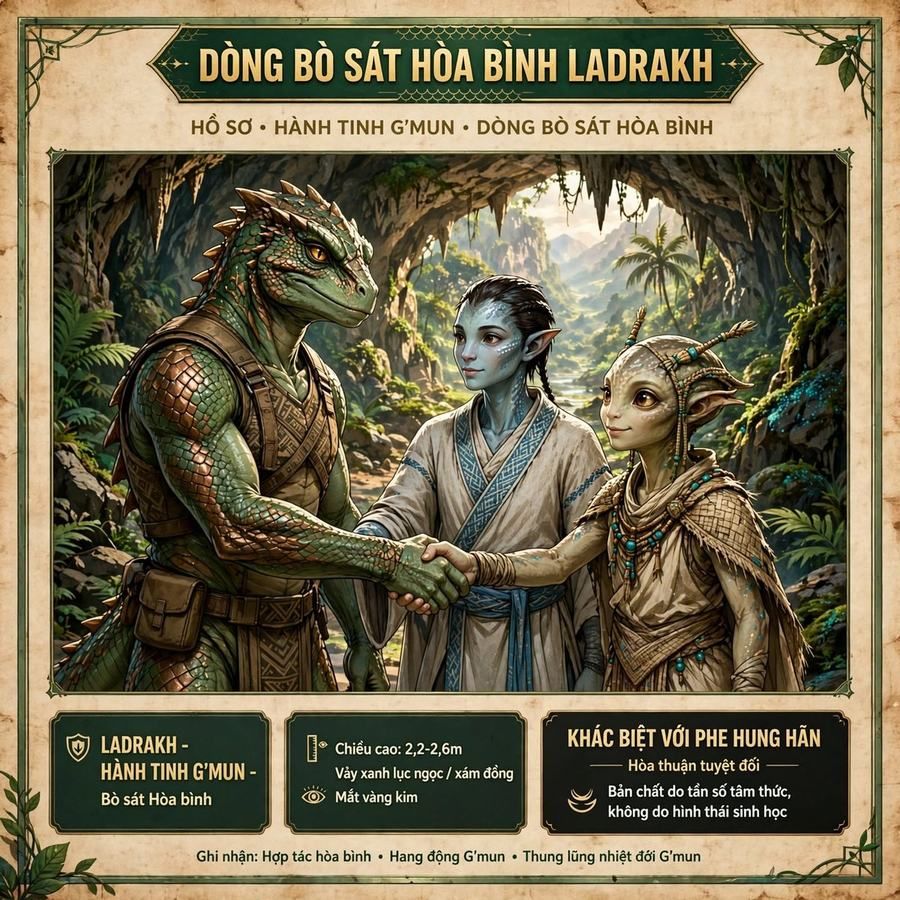 DÒNG BÒ SÁT HÒA BÌNH LADRAKH
HỒ SƠ • HÀNH TINH G'MUN • DÒNG BÒ SÁT HÒA BÌNH
LADRAKH -
HÀNH TINH G'MUN -
Bò sát Hòa bình
Chiều cao: 2,2-2,6m
Vảy xanh lục ngọc / xám đồng
Mắt vàng kim
KHÁC BIỆT VỚI PHE HUNG HÃN
Hòa thuận tuyệt đối
Bản chất do tần số tâm thức,
không do hình thái sinh học
Ghi nhận: Hợp tác hòa bình • Hang động G'mun • Thung lũng nhiệt đới G'mun